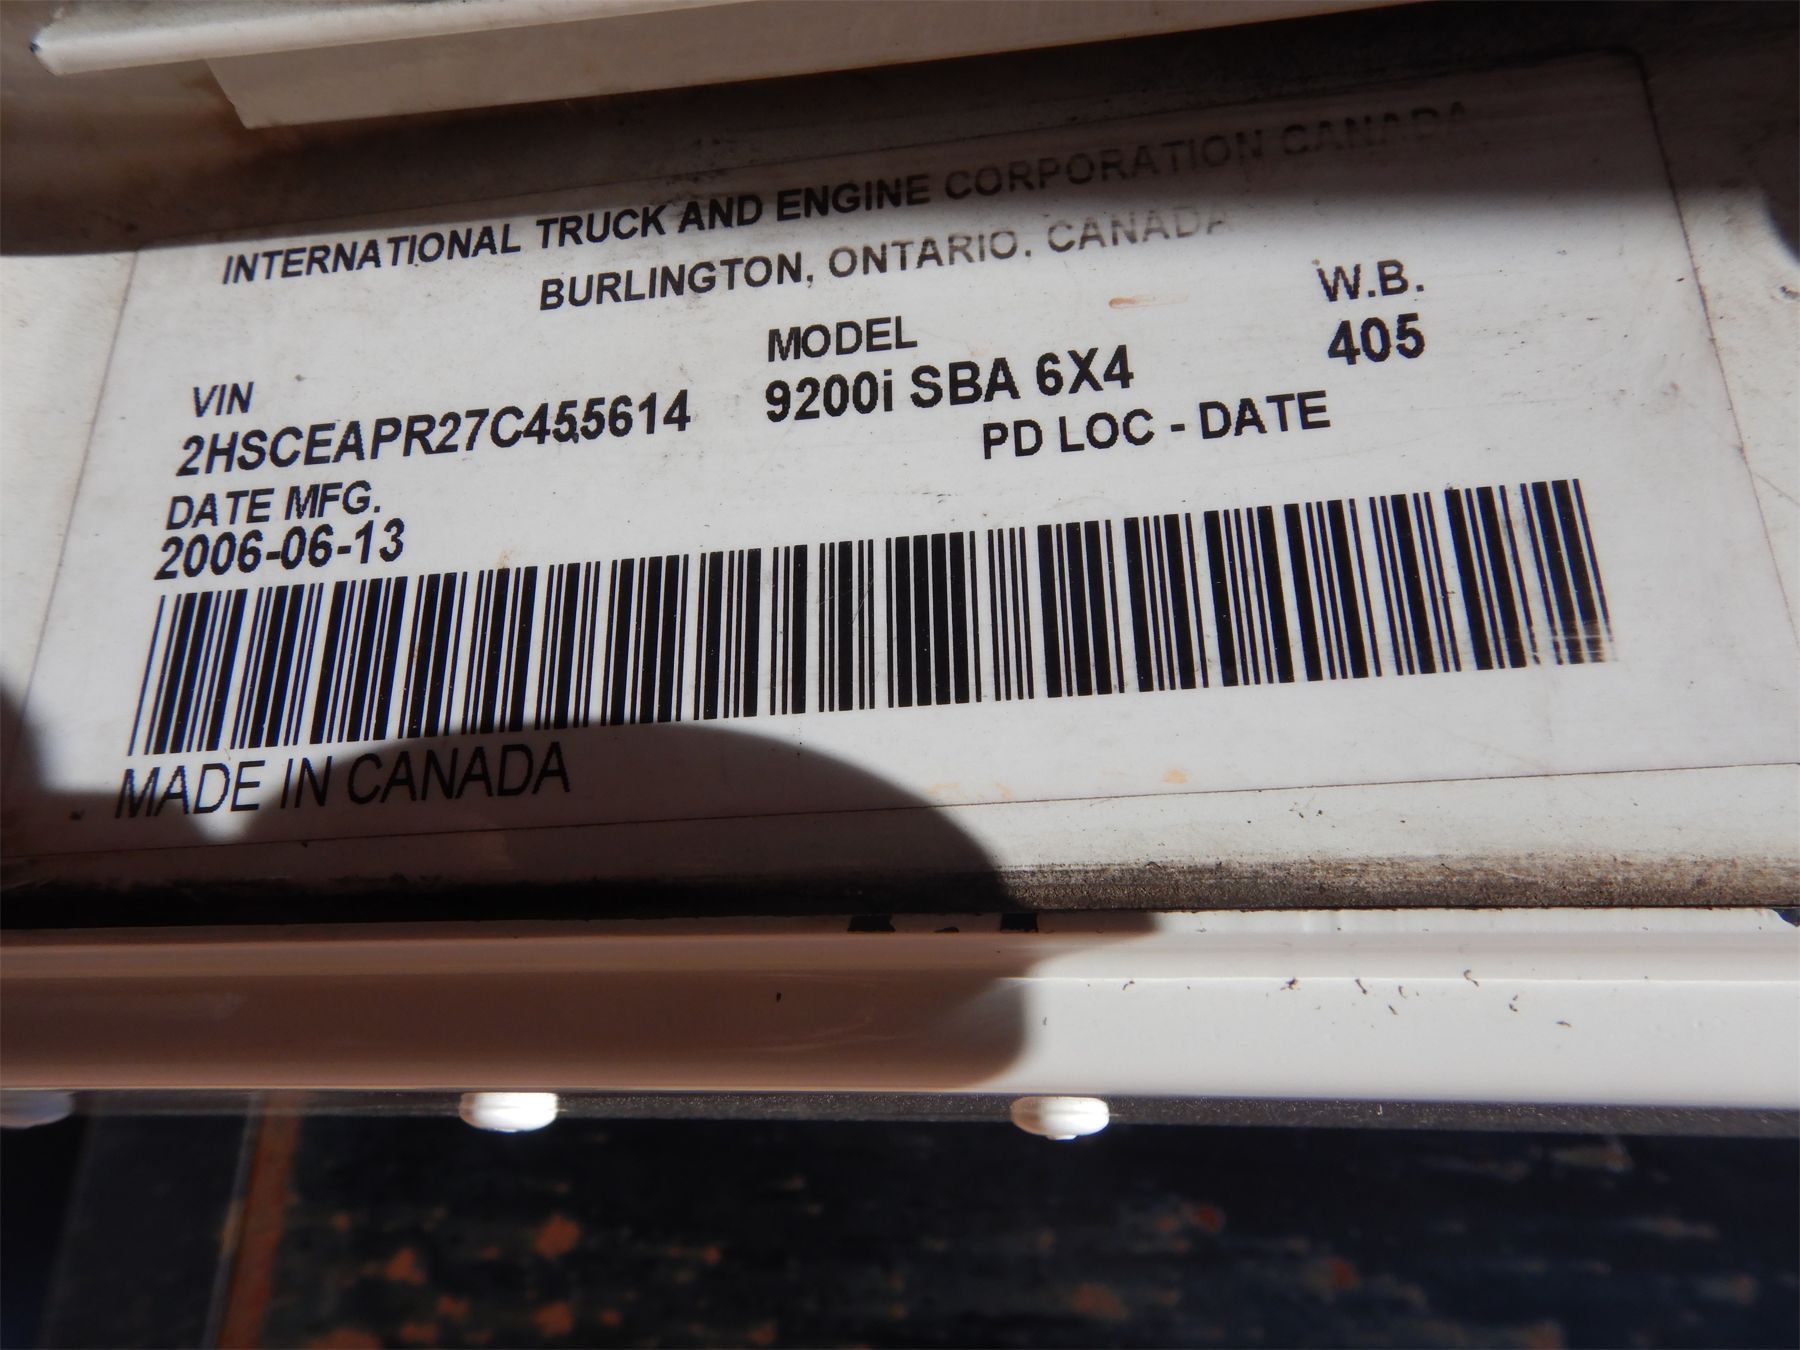 INTERNATIONAL TRUCK AND ENGINE CORPORATION CANADA
BURLINGTON, ONTARIO, CANADA
VIN MODEL W.B.
2HSCEAPR27C455614 9200i SBA 6X4 405
DATE MFG. PD LOC - DATE
2006-06-13
MADE IN CANADA